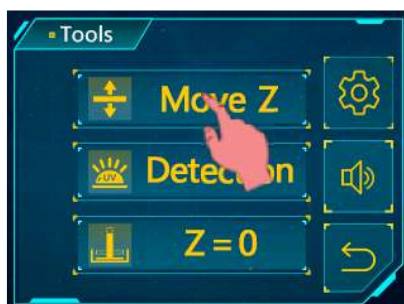 Tools
Move Z
UV
Detection
Z = 0